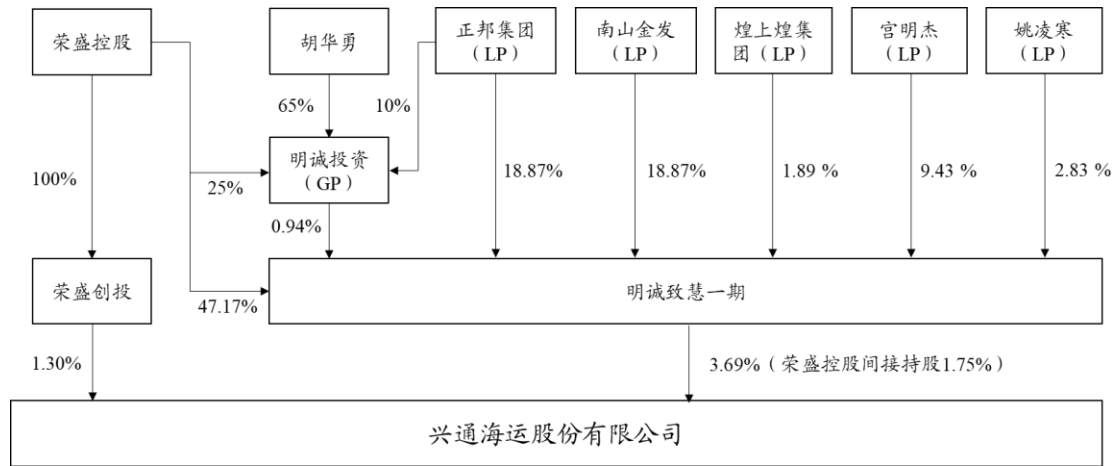 荣盛控股
胡华勇
正邦集团
（LP）
南山金发
（LP）
煌上煌集
团（LP）
宫明杰
（LP）
姚凌寒
（LP）
65%
10%
明诚投资
（GP）
100%
25%
18.87%
18.87%
1.89 %
9.43 %
2.83 %
0.94%
荣盛创投
47.17%
明诚致慧一期
1.30%
3.69%（荣盛控股间接持股1.75%）
兴通海运股份有限公司